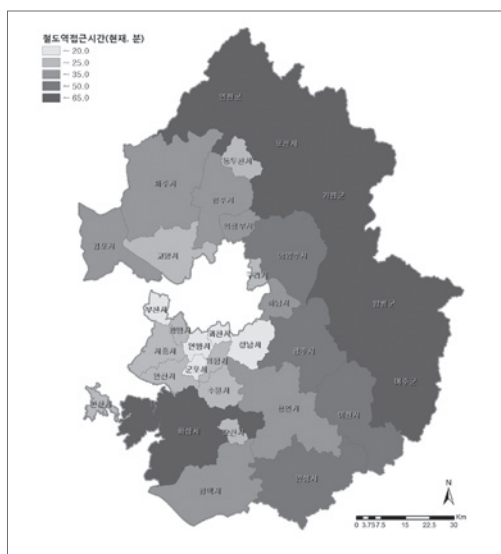 철도역접근시간(현재, 분)
~ 20.0
~ 25.0
~ 35.0
~ 50.0
~ 65.0
연천군
포천시
동두천시
파주시
양주시
가평군
의정부시
김포시
고양시
남양주시
구리시
하남시
양평군
부천시
광명시
과천시
안양시
성남시
시흥시
의왕시
군포시
광주시
안산시
수원시
여주군
용인시
이천시
화성시
오산시
안성시
평택시
N
0 3.75 7.5 15 22.5 30
Km